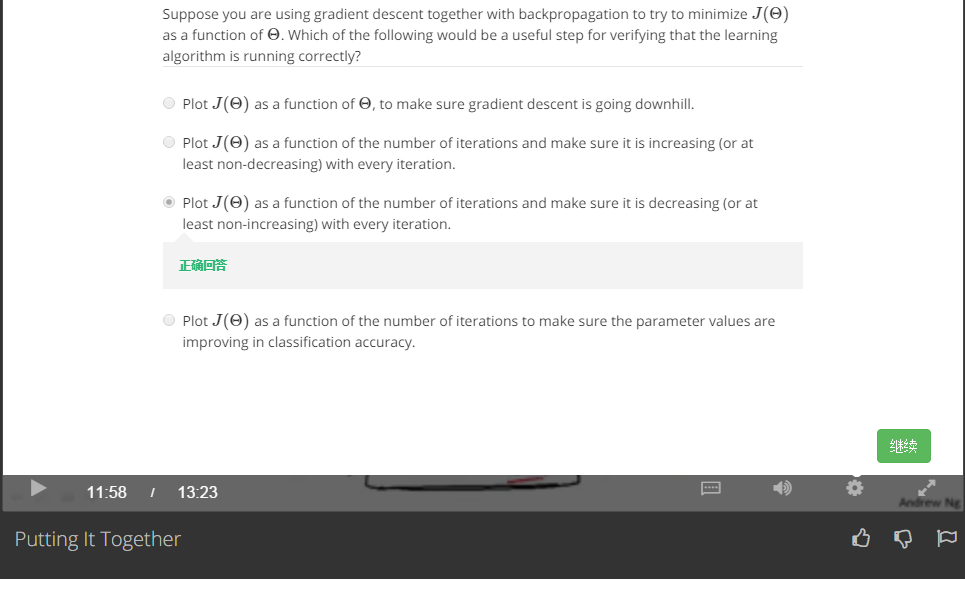 Suppose you are using gradient descent together with backpropagation to try to minimize J(Θ)
as a function of Θ. Which of the following would be a useful step for verifying that the learning
algorithm is running correctly?
Plot J(Θ) as a function of Θ, to make sure gradient descent is going downhill.
Plot J(Θ) as a function of the number of iterations and make sure it is increasing (or at
least non-decreasing) with every iteration.
Plot J(Θ) as a function of the number of iterations and make sure it is decreasing (or at
least non-increasing) with every iteration.
正确回答
Plot J(Θ) as a function of the number of iterations to make sure the parameter values are
improving in classification accuracy.
继续
11:58 / 13:23
Andrew Ng
Putting It Together